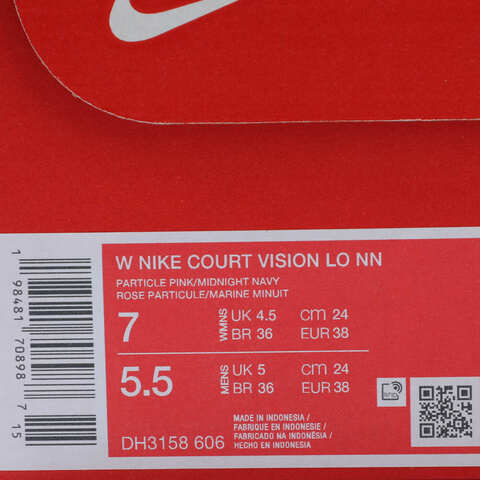 W NIKE COURT VISION LO NN
PARTICLE PINK/MIDNIGHT NAVY
ROSE PARTICULE/MARINE MINUIT
7 WMNS UK 4.5 CM 24
BR 36 EUR 38
5.5 MENS UK 5 CM 24
BR 36 EUR 38
DH3158 606
MADE IN INDONESIA /
FABRIQUÉ EN INDONÉSIE /
FABRICADO NA INDONÉSIA /
HECHO EN INDONESIA
1 98481 70898 7 15